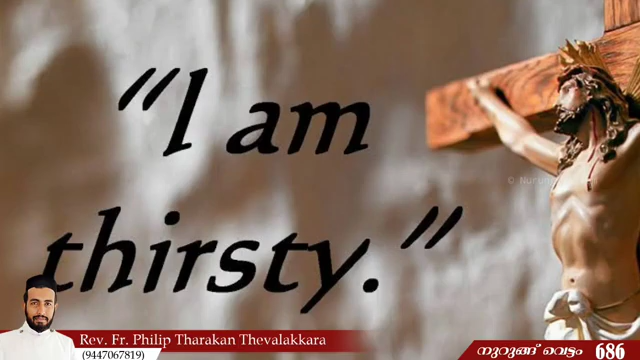 “I am
thirsty.”
Rev. Fr. Philip Tharakan Thevalakkara
(9447067819)
നുറുങ്ങ് വെട്ടം 686